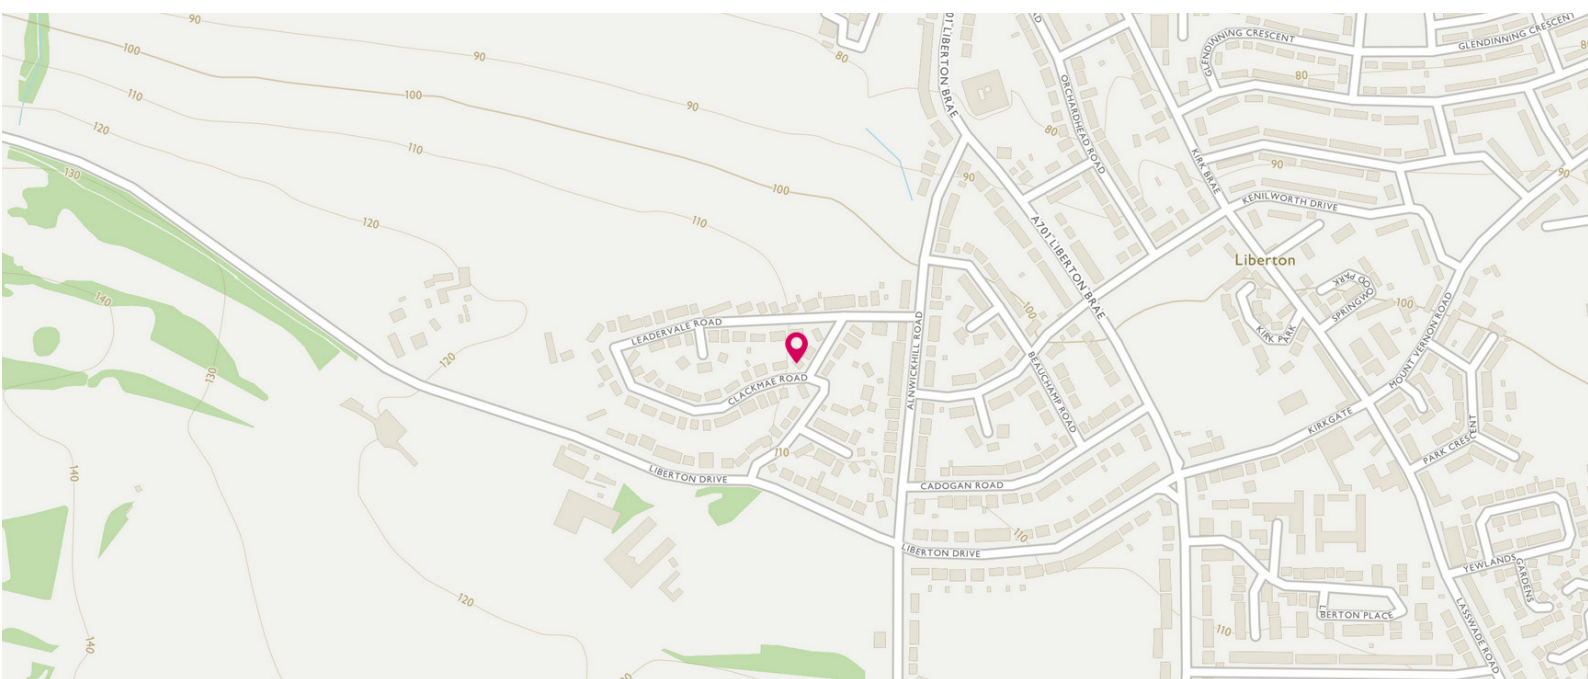 90
100
110
120
130
140
90
100
110
120
130
140
90
80
A701 LIBERTON BRAE
ORCHARDHEAD ROAD
80
GLENDINNING CRESCENT
GLENDINNING CRESCENT
80
KIRK BRAE
90
90
90
KENILWORTH DRIVE
100
110
A701 LIBERTON BRAE
Liberton
SPRINGWOOD PARK
KIRK PARK
100
MOUNT VERNON ROAD
120
LEADERVALE ROAD
CLACKMAE ROAD
ALNWICKHILL ROAD
100
BEAUCHAMP ROAD
KIRKGATE
PARK CRESCENT
110
LIBERTON DRIVE
CADOGAN ROAD
LIBERTON DRIVE
110
YEWLANDS GARDENS
120
140
LIBERTON PLACE
110
LASSWADE ROAD